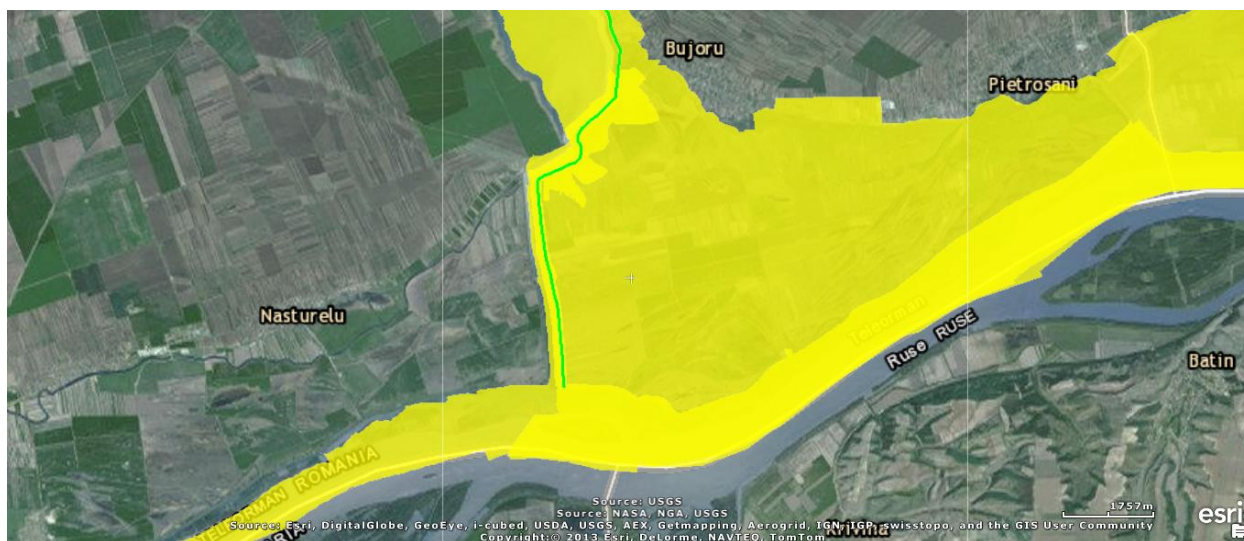 Bujoru
Pietrosani
Nasturelu
Teleorman
Ruse RUSE
Batin
TELEORMAN ROMANIA
1757m
esri
Source: USGS
Source: NASA, NGA, USGS
Source: Esri, DigitalGlobe, GeoEye, i-cubed, USDA, USGS, AEX, Getmapping, Aerogrid, IGN, IGP, swisstopo, and the GIS User Community
Krivina
Copyright:© 2013 Esri, DeLorme, NAVTEQ, TomTom